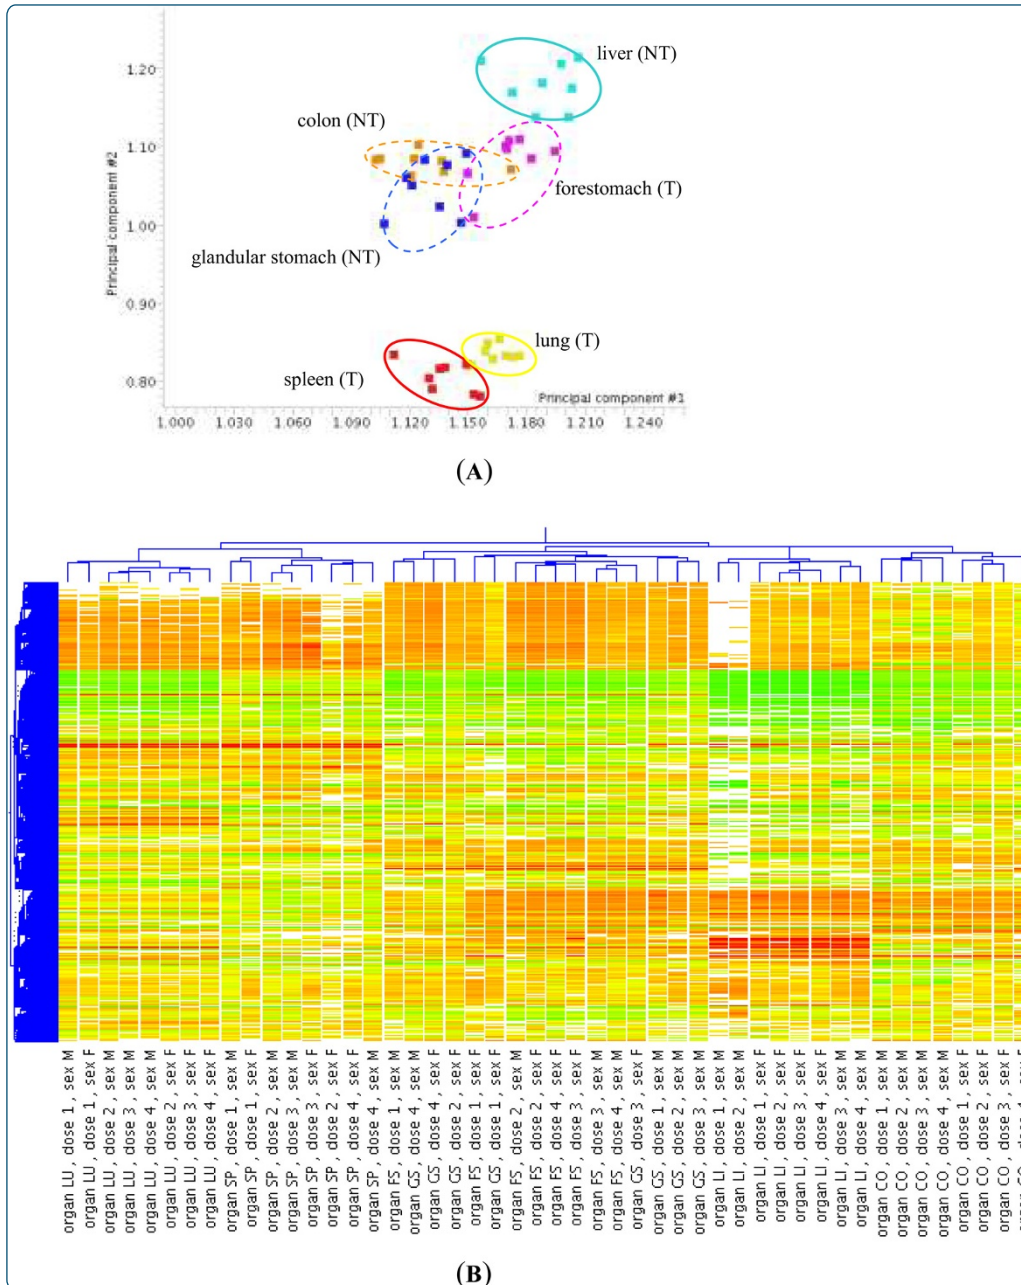 1.20
1.10
1.00
0.90
0.80
Principal component #2
liver (NT)
colon (NT)
forestomach (T)
glandular stomach (NT)
lung (T)
spleen (T)
Principal component #1
1.000 1.030 1.060 1.090 1.120 1.150 1.180 1.210 1.240
(A)
organ LU , dose 1 , sex M
organ LU , dose 1 , sex F
organ LU , dose 2 , sex M
organ LU , dose 3 , sex M
organ LU , dose 4 , sex M
organ LU , dose 2 , sex F
organ LU , dose 3 , sex F
organ LU , dose 4 , sex F
organ SP , dose 1 , sex M
organ SP , dose 1 , sex F
organ SP , dose 2 , sex M
organ SP , dose 3 , sex M
organ SP , dose 3 , sex F
organ SP , dose 2 , sex F
organ SP , dose 4 , sex F
organ SP , dose 4 , sex M
organ FS , dose 1 , sex M
organ GS , dose 4 , sex M
organ GS , dose 4 , sex F
organ GS , dose 2 , sex F
organ FS , dose 1 , sex F
organ GS , dose 1 , sex F
organ FS , dose 2 , sex M
organ FS , dose 2 , sex F
organ FS , dose 4 , sex F
organ FS , dose 3 , sex F
organ FS , dose 3 , sex M
organ FS , dose 4 , sex M
organ GS , dose 3 , sex F
organ GS , dose 1 , sex M
organ GS , dose 2 , sex M
organ GS , dose 3 , sex M
organ LI , dose 1 , sex M
organ LI , dose 2 , sex M
organ LI , dose 1 , sex F
organ LI , dose 2 , sex F
organ LI , dose 3 , sex F
organ LI , dose 4 , sex F
organ LI , dose 3 , sex M
organ LI , dose 4 , sex M
organ CO , dose 1 , sex M
organ CO , dose 2 , sex M
organ CO , dose 3 , sex M
organ CO , dose 4 , sex M
organ CO , dose 1 , sex F
organ CO , dose 2 , sex F
organ CO , dose 3 , sex F
(B)